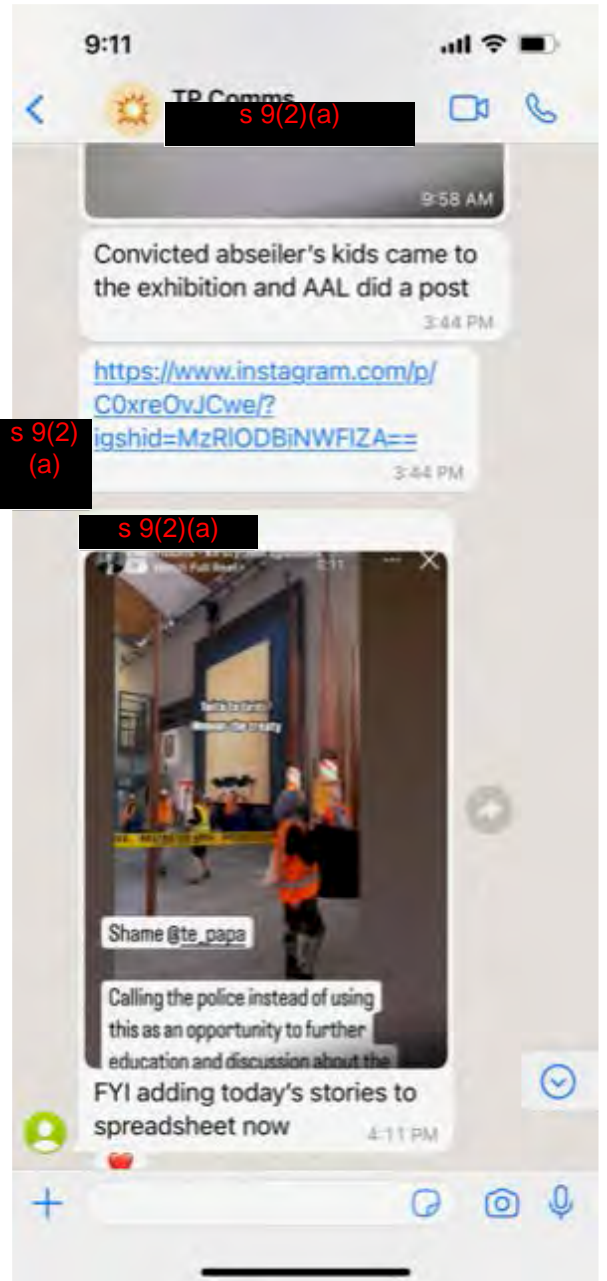 9:11
TP Comms
s 9(2)(a)
9:58 AM
Convicted abseiler's kids came to
the exhibition and AAL did a post
3:44 PM
https://www.instagram.com/p/
C0xreOvJCwe/?
igshid=MzRlODBiNWFlZA==
3:44 PM
s 9(2)
(a)
s 9(2)(a)
Watch Full Reel
Shame @te_papa
Calling the police instead of using
this as an opportunity to further
education and discussion about the
FYI adding today's stories to
spreadsheet now
4:11 PM